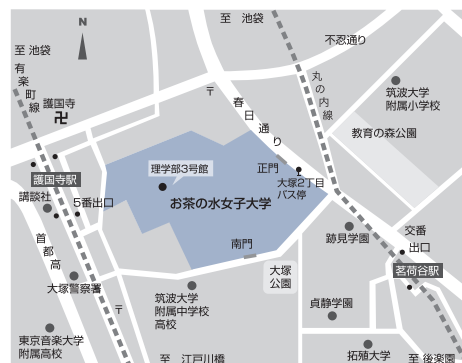 至 池袋
N
不忍通り
至 池袋
有楽町線
護国寺
〒
春日通り
丸の内線
筑波大学
附属小学校
教育の森公園
理学部3号館
正門
大塚2丁目
バス停
護国寺駅
講談社
5番出口
お茶の水女子大学
南門
跡見学園
交番
出口
茗荷谷駅
首都高
大塚警察署
〒
筑波大学
附属中学校
高校
大塚
公園
貞静学園
東京音楽大学
附属高校
拓殖大学
至 江戸川橋
至 後楽園